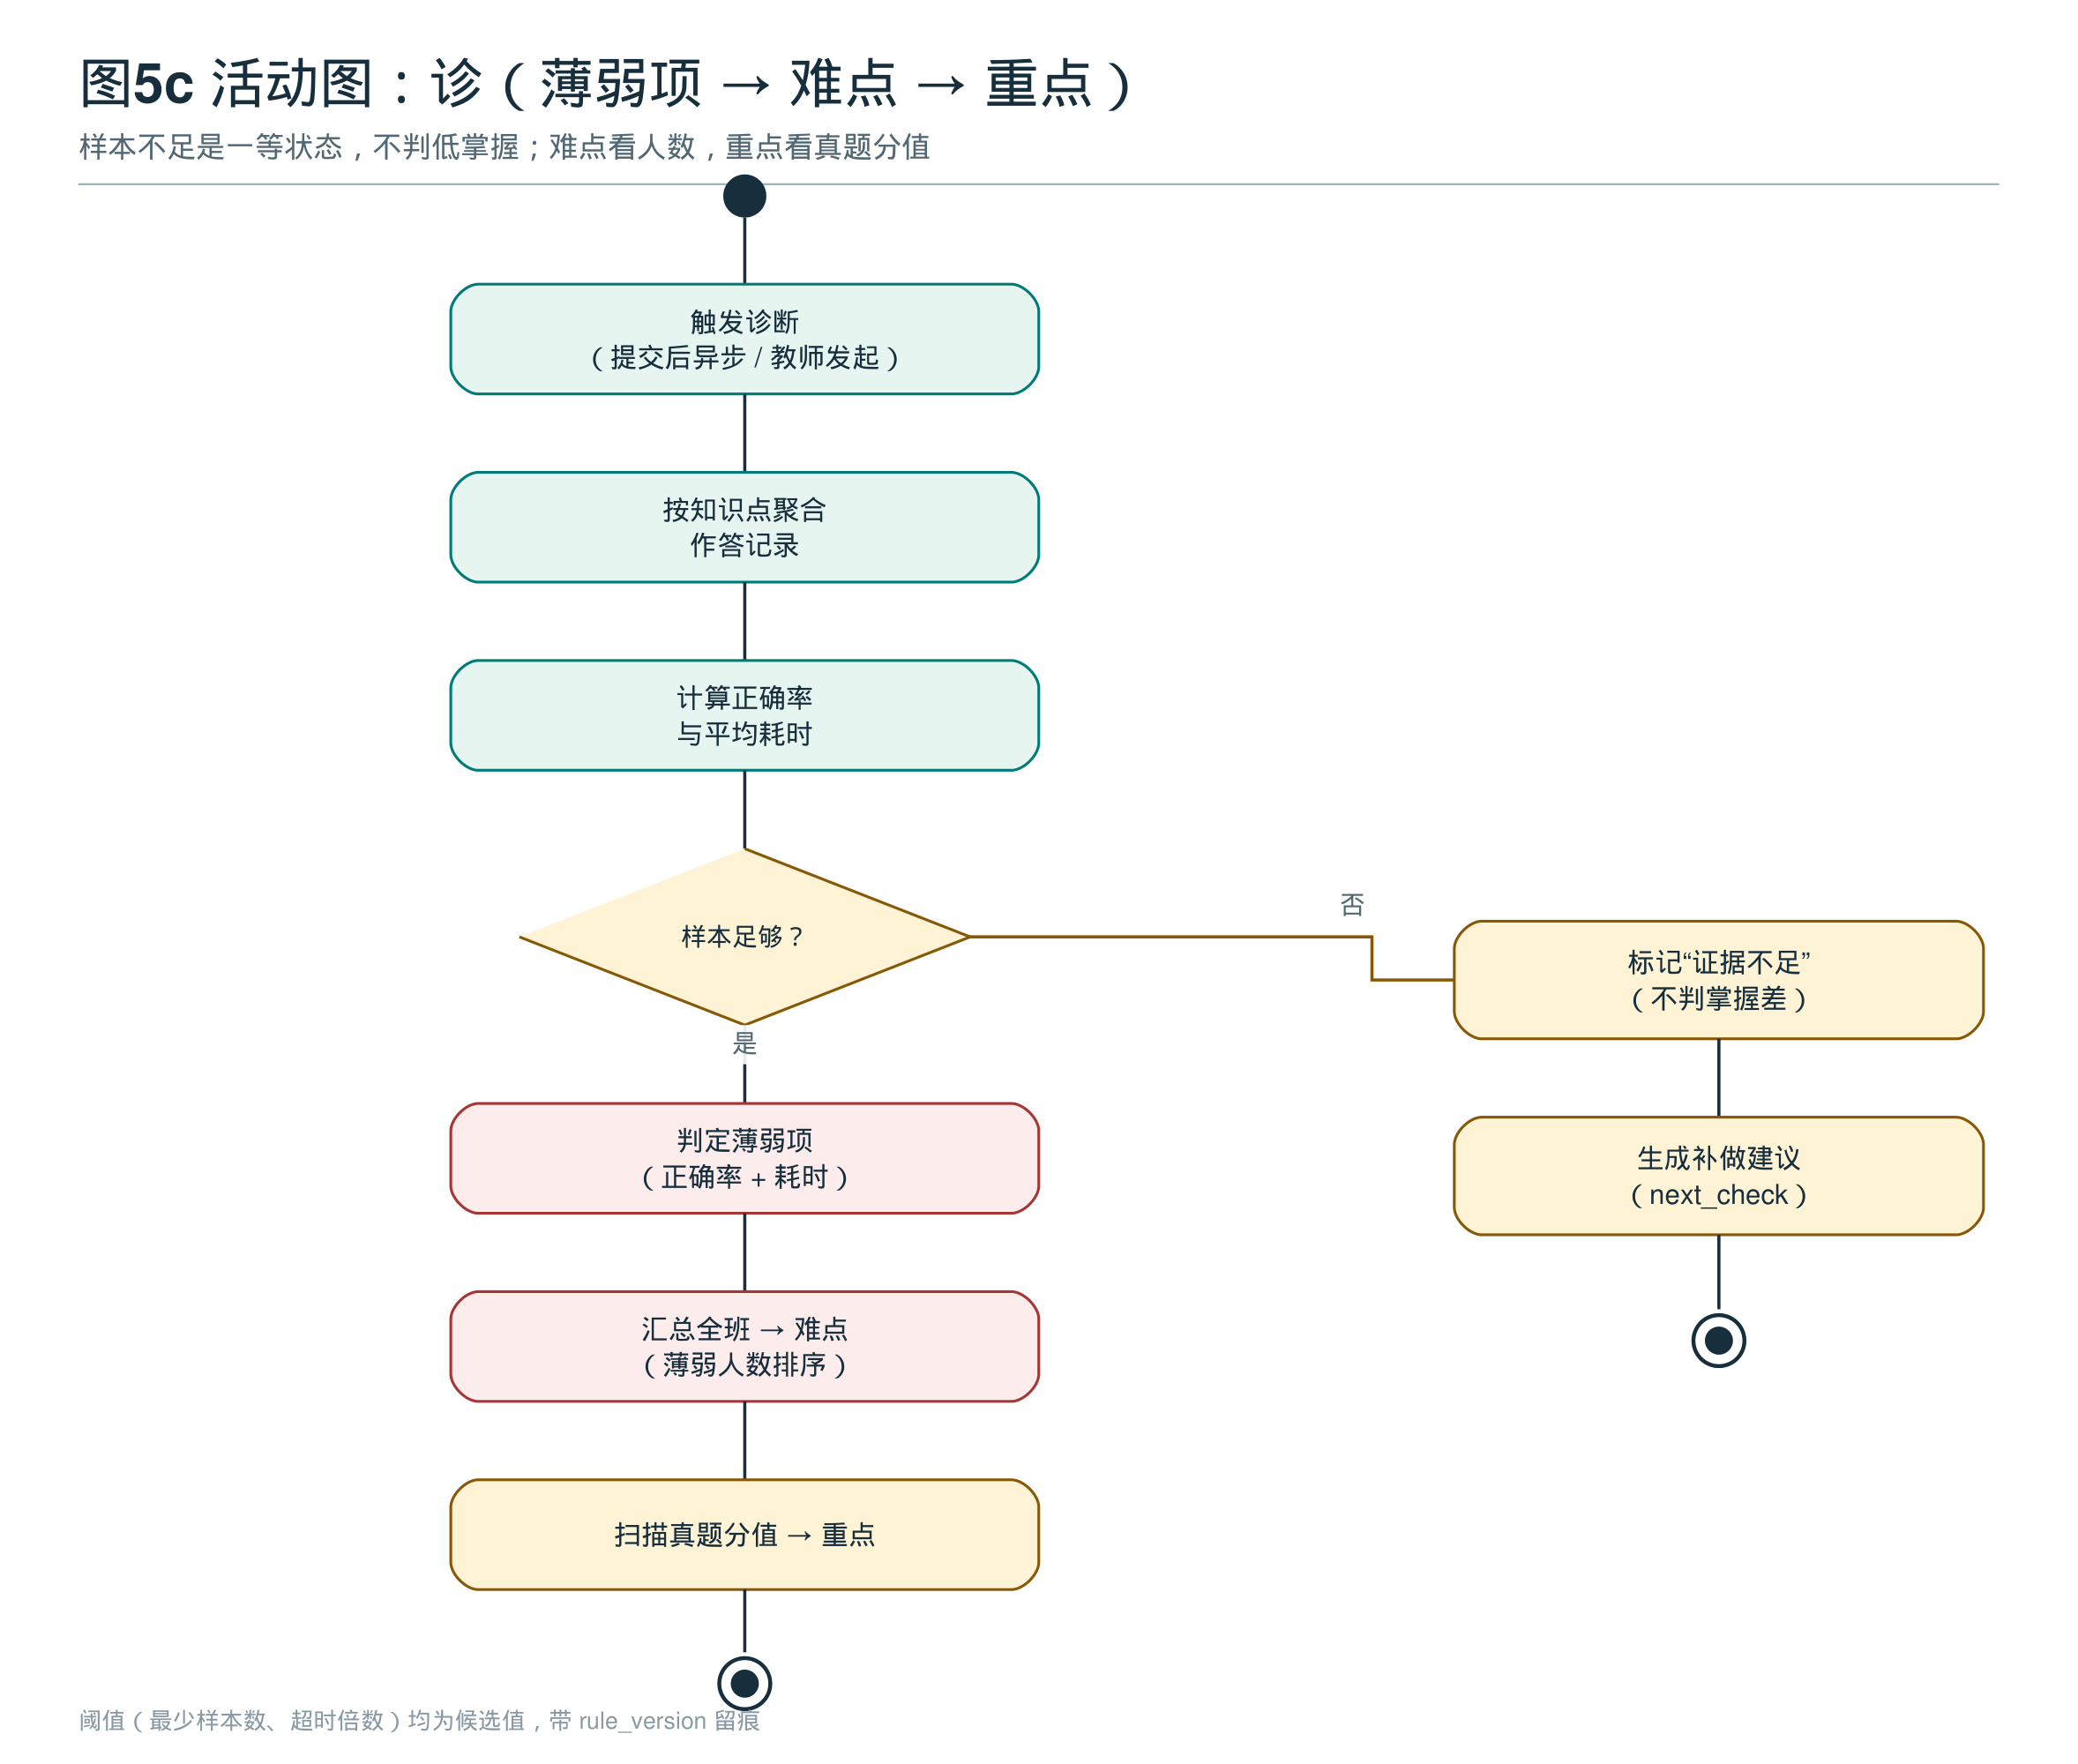 图5c 活动图：诊（薄弱项 → 难点 → 重点）
样本不足是一等状态，不判低掌握；难点看人数，重点看真题分值
触发诊断
（提交后异步 / 教师发起）
按知识点聚合
作答记录
计算正确率
与平均耗时
样本足够？
否
标记“证据不足”
（不判掌握差）
是
判定薄弱项
（正确率 + 耗时）
生成补做建议
（next_check）
汇总全班 → 难点
（薄弱人数排序）
扫描真题分值 → 重点
阈值（最少样本数、超时倍数）均为候选值，带 rule_version 留痕